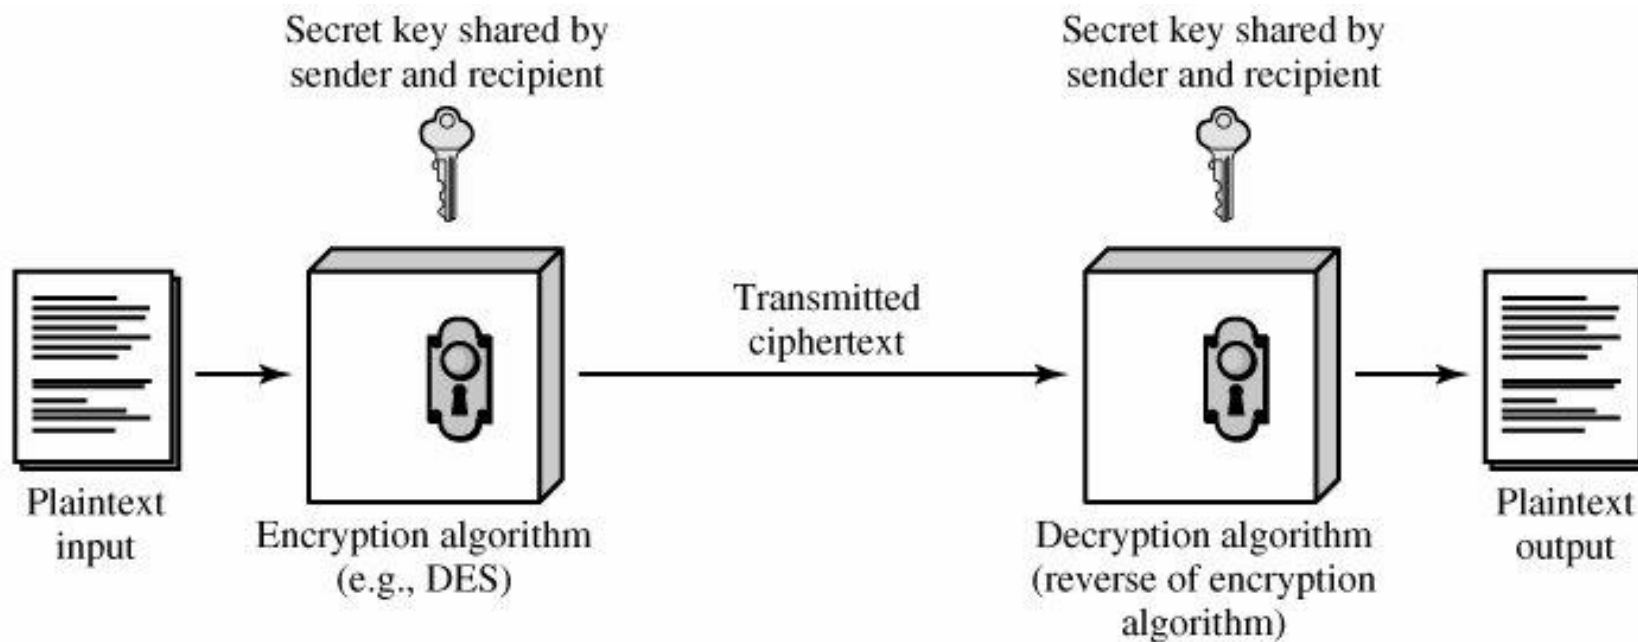 Secret key shared by
sender and recipient
Secret key shared by
sender and recipient
Transmitted
ciphertext
Plaintext
input
Encryption algorithm
(e.g., DES)
Decryption algorithm
(reverse of encryption
algorithm)
Plaintext
output